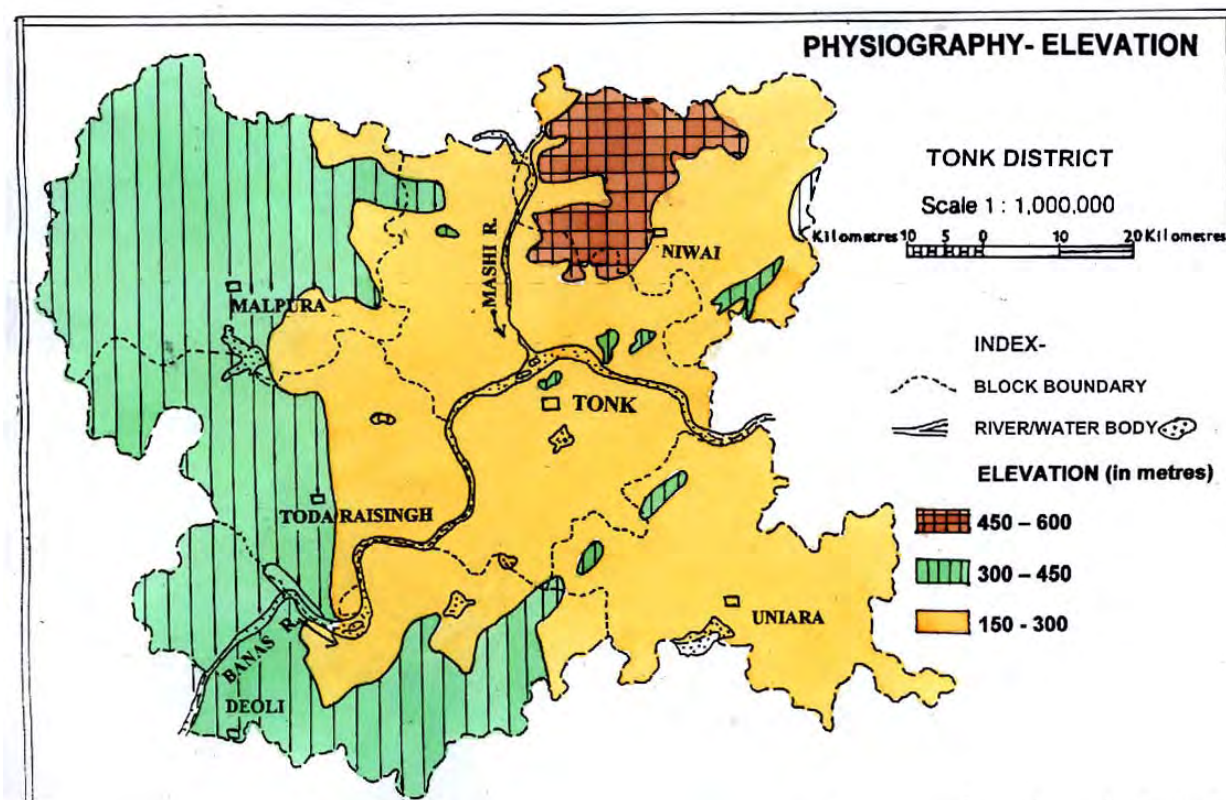 PHYSIOGRAPHY- ELEVATION
TONK DISTRICT
Scale 1 : 1,000,000
Kilometres 10 5 0 10 20 Kilometres
MASHI R.
NIWAI
MALPURA
INDEX-
BLOCK BOUNDARY
TONK
RIVER/WATER BODY
ELEVATION (in metres)
TODA RAISINGH
450 – 600
300 – 450
UNIARA
150 - 300
BANAS R.
DEOLI